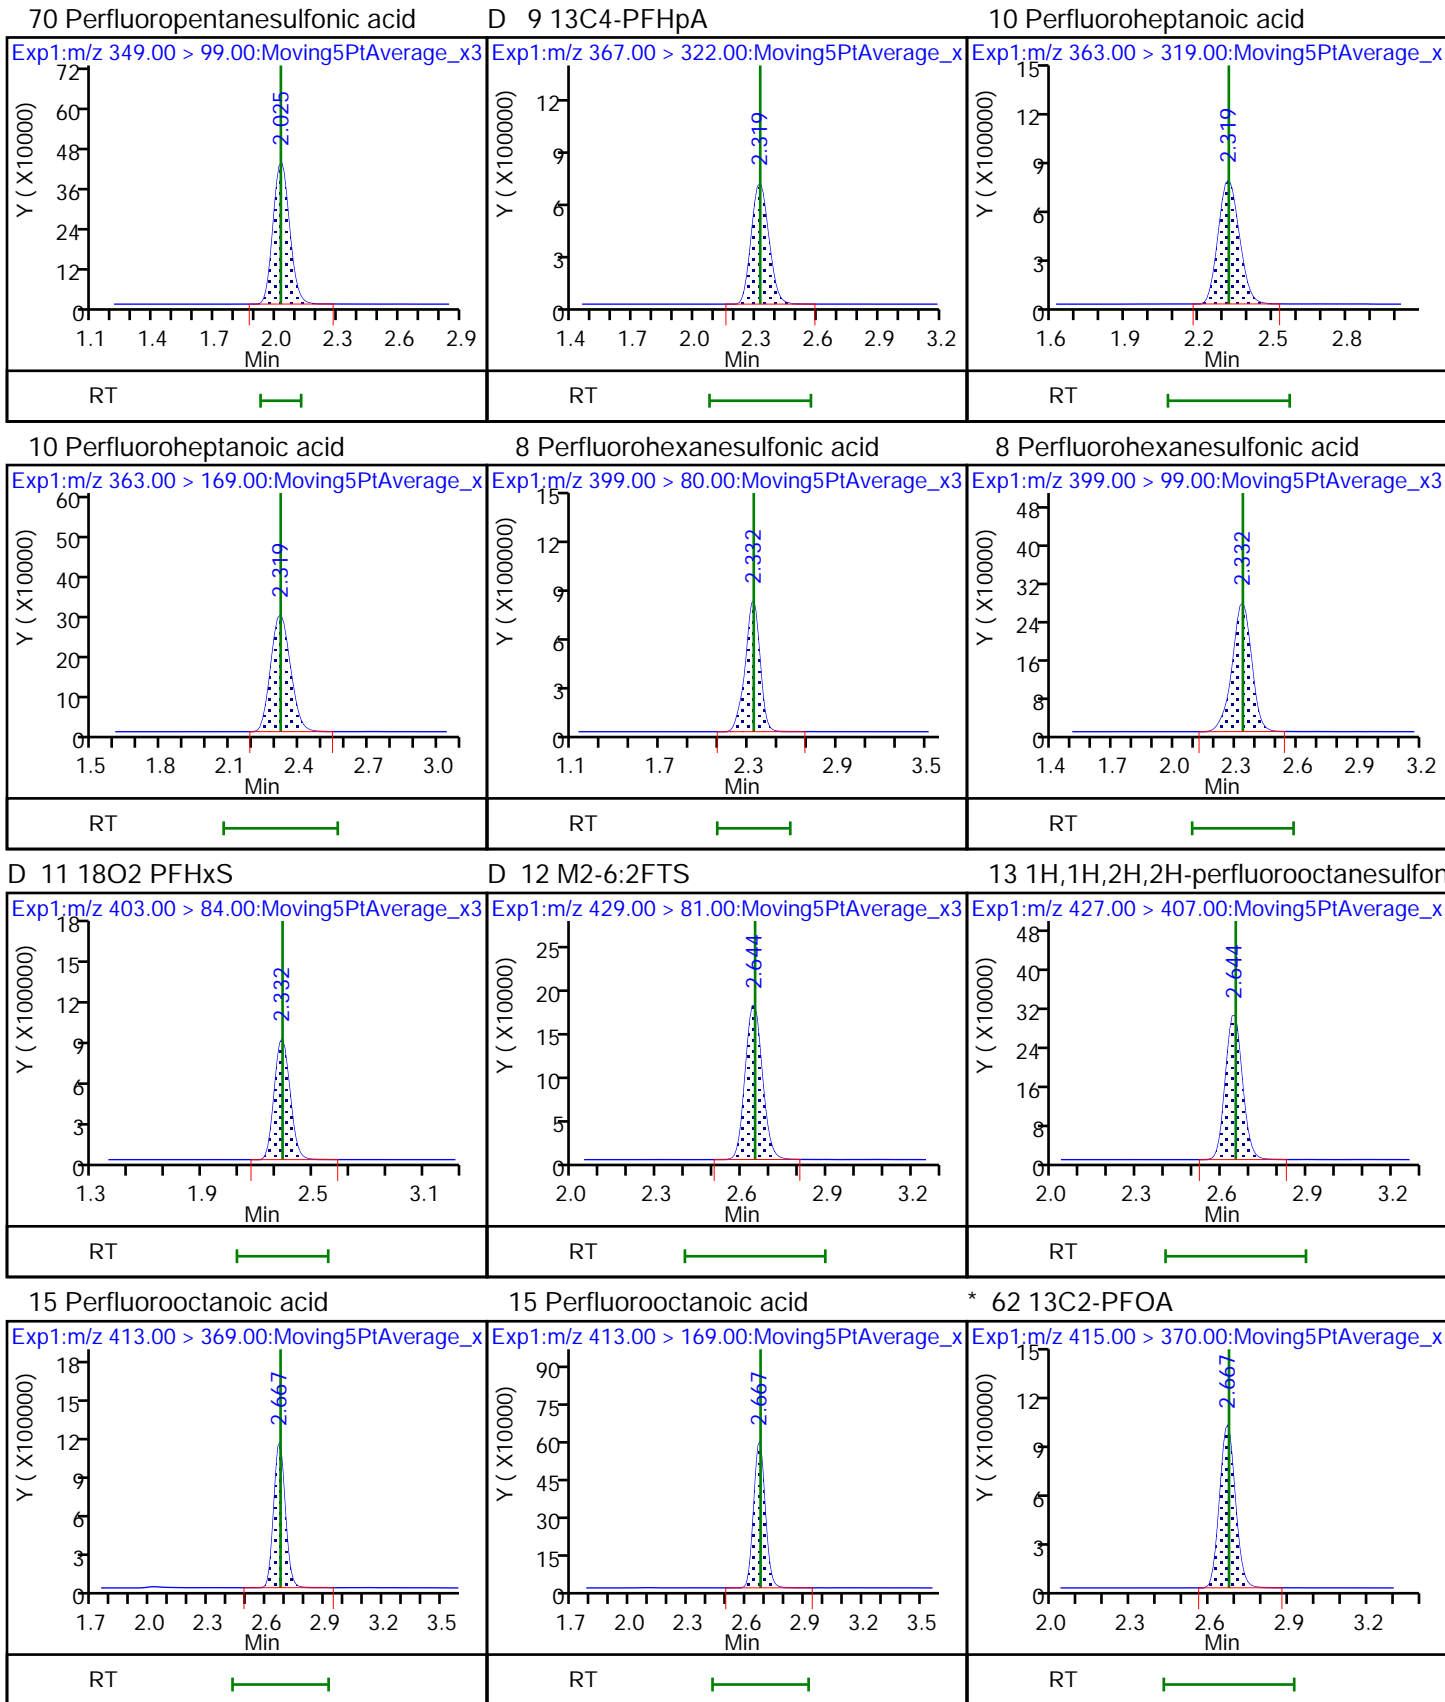 70 Perfluoropentanesulfonic acid
Exp1:m/z 349.00 > 99.00:Moving5PtAverage_x3
Y ( X10000)
72
60
48
36
24
12
0
2.025
1.1 1.4 1.7 2.0 2.3 2.6 2.9
Min
RT
D 9 13C4-PFHpA
Exp1:m/z 367.00 > 322.00:Moving5PtAverage_x
Y ( X100000)
12
9
6
3
0
2.319
1.4 1.7 2.0 2.3 2.6 2.9 3.2
Min
RT
10 Perfluoroheptanoic acid
Exp1:m/z 363.00 > 319.00:Moving5PtAverage_x
Y ( X100000)
15
12
9
6
3
0
2.319
1.6 1.9 2.2 2.5 2.8
Min
RT
10 Perfluoroheptanoic acid
Exp1:m/z 363.00 > 169.00:Moving5PtAverage_x
Y ( X10000)
60
50
40
30
20
10
0
2.319
1.5 1.8 2.1 2.4 2.7 3.0
Min
RT
8 Perfluorohexanesulfonic acid
Exp1:m/z 399.00 > 80.00:Moving5PtAverage_x3
Y ( X100000)
15
12
9
6
3
0
2.332
1.1 1.7 2.3 2.9 3.5
Min
RT
8 Perfluorohexanesulfonic acid
Exp1:m/z 399.00 > 99.00:Moving5PtAverage_x3
Y ( X10000)
48
40
32
24
16
8
0
2.332
1.4 1.7 2.0 2.3 2.6 2.9 3.2
Min
RT
D 11 18O2 PFHxS
Exp1:m/z 403.00 > 84.00:Moving5PtAverage_x3
Y ( X100000)
18
15
12
9
6
3
0
2.332
1.3 1.9 2.5 3.1
Min
RT
D 12 M2-6:2FTS
Exp1:m/z 429.00 > 81.00:Moving5PtAverage_x3
Y ( X10000)
25
20
15
10
5
0
2.644
2.0 2.3 2.6 2.9 3.2
Min
RT
13 1H,1H,2H,2H-perfluorooctanesulfon
Exp1:m/z 427.00 > 407.00:Moving5PtAverage_x
Y ( X10000)
48
40
32
24
16
8
0
2.644
2.0 2.3 2.6 2.9 3.2
Min
RT
15 Perfluorooctanoic acid
Exp1:m/z 413.00 > 369.00:Moving5PtAverage_x
Y ( X100000)
18
15
12
9
6
3
0
2.667
1.7 2.0 2.3 2.6 2.9 3.2 3.5
Min
RT
15 Perfluorooctanoic acid
Exp1:m/z 413.00 > 169.00:Moving5PtAverage_x
Y ( X10000)
90
75
60
45
30
15
0
2.667
1.7 2.0 2.3 2.6 2.9 3.2 3.5
Min
RT
* 62 13C2-PFOA
Exp1:m/z 415.00 > 370.00:Moving5PtAverage_x
Y ( X100000)
15
12
9
6
3
0
2.667
2.0 2.3 2.6 2.9 3.2
Min
RT